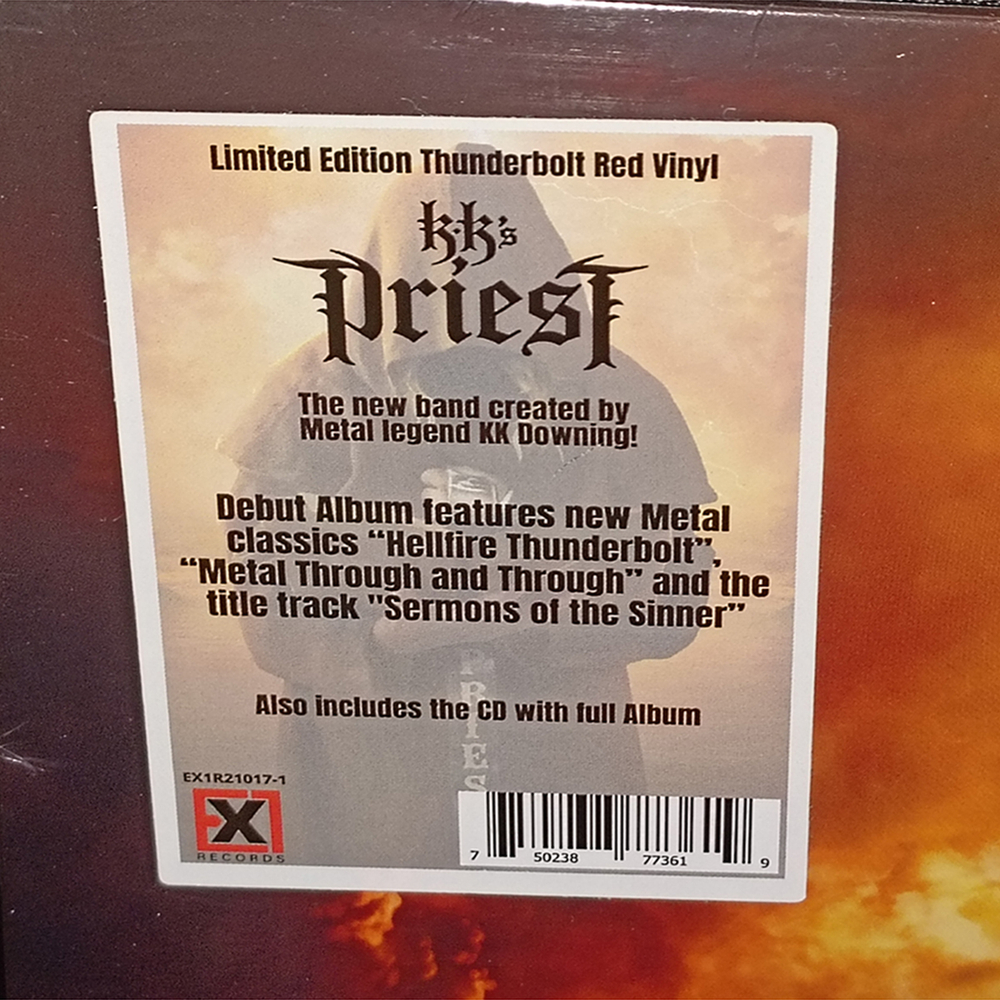 Limited Edition Thunderbolt Red Vinyl
k.k's
Priest
The new band created by
Metal legend KK Downing!
Debut Album features new Metal
classics “Hellfire Thunderbolt”,
“Metal Through and Through” and the
title track "Sermons of the Sinner”
Also includes the CD with full Album
PRIES
EX1R21017-1
EX1
RECORDS
7 50238 77361 9